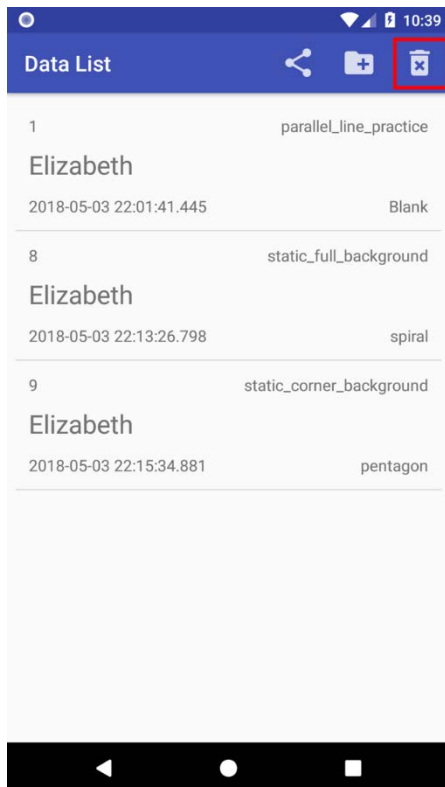 10:39
Data List
1 parallel_line_practice
Elizabeth
2018-05-03 22:01:41.445 Blank
8 static_full_background
Elizabeth
2018-05-03 22:13:26.798 spiral
9 static_corner_background
Elizabeth
2018-05-03 22:15:34.881 pentagon